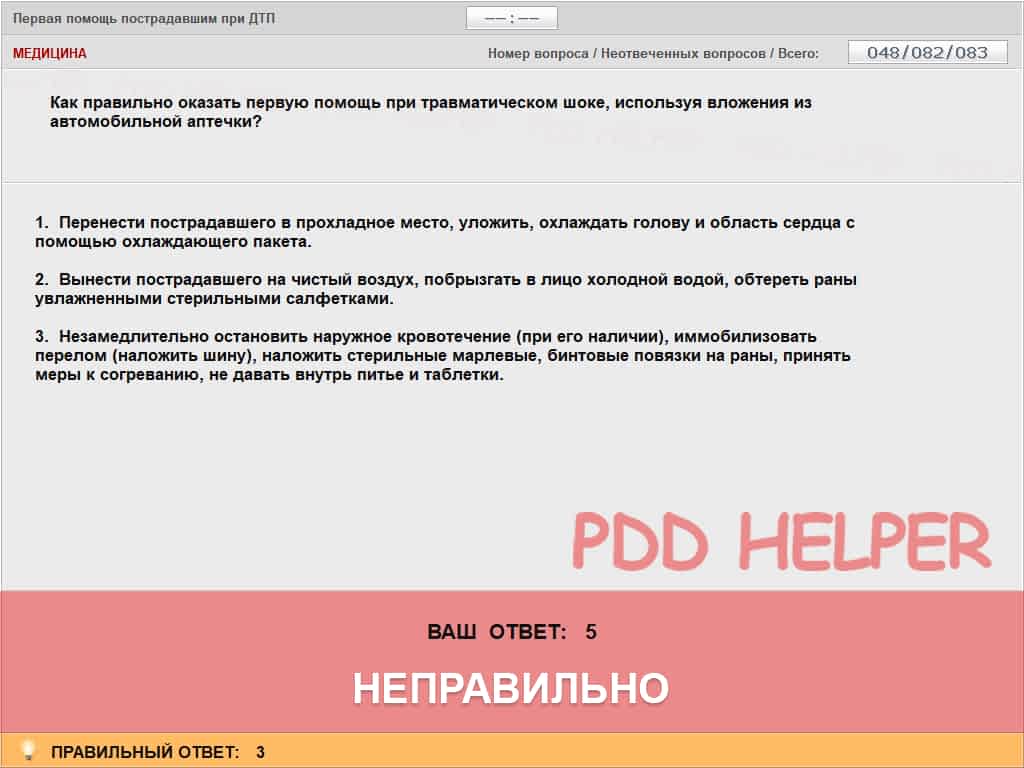 Первая помощь пострадавшим при ДТП
—— : ——
МЕДИЦИНА
Номер вопроса / Неотвеченных вопросов / Всего:
048/082/083
Как правильно оказать первую помощь при травматическом шоке, используя вложения из
автомобильной аптечки?
1. Перенести пострадавшего в прохладное место, уложить, охлаждать голову и область сердца с
помощью охлаждающего пакета.
2. Вынести пострадавшего на чистый воздух, побрызгать в лицо холодной водой, обтереть раны
увлажненными стерильными салфетками.
3. Незамедлительно остановить наружное кровотечение (при его наличии), иммобилизовать
перелом (наложить шину), наложить стерильные марлевые, бинтовые повязки на раны, принять
меры к согреванию, не давать внутрь питье и таблетки.
PDD HELPER
ВАШ ОТВЕТ: 5
НЕПРАВИЛЬНО
ПРАВИЛЬНЫЙ ОТВЕТ: 3